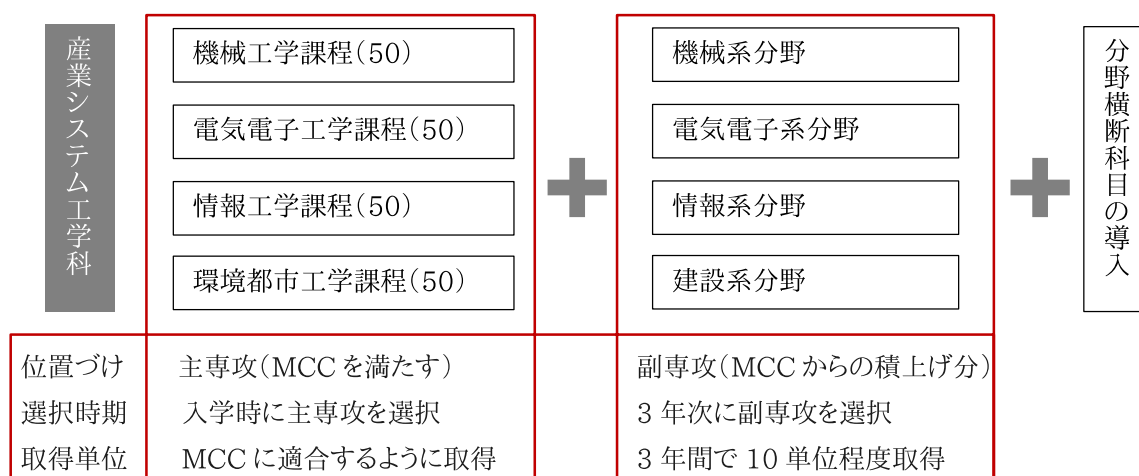 産業システム工学科
機械工学課程(50)
電気電子工学課程(50)
情報工学課程(50)
環境都市工学課程(50)
機械系分野
電気電子系分野
情報系分野
建設系分野
分野横断科目の導入
位置づけ 主専攻(MCCを満たす) 副専攻(MCCからの積上げ分)
選択時期 入学時に主専攻を選択 3年次に副専攻を選択
取得単位 MCCに適合するように取得 3年間で10単位程度取得